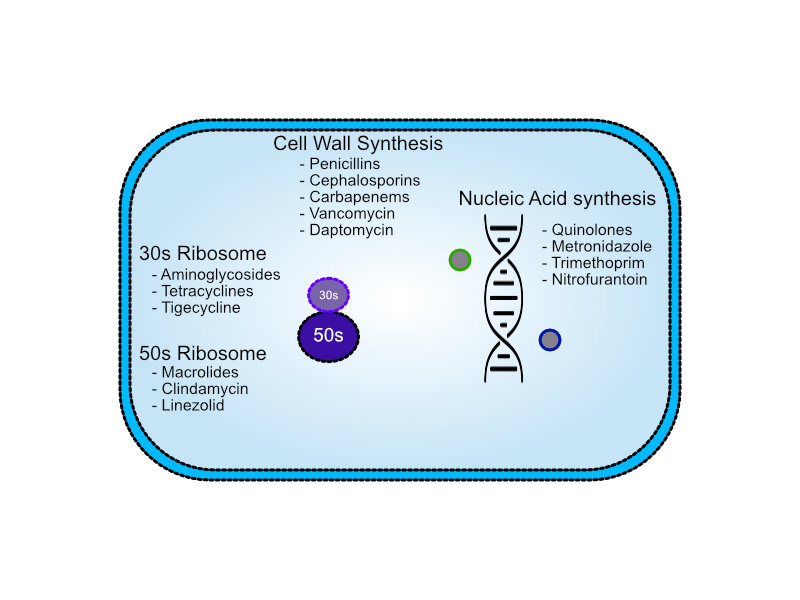 Cell Wall Synthesis
- Penicillins
- Cephalosporins
- Carbapenems
- Vancomycin
- Daptomycin
Nucleic Acid synthesis
- Quinolones
- Metronidazole
- Trimethoprim
- Nitrofurantoin
30s Ribosome
- Aminoglycosides
- Tetracyclines
- Tigecycline
30s
50s
50s Ribosome
- Macrolides
- Clindamycin
- Linezolid